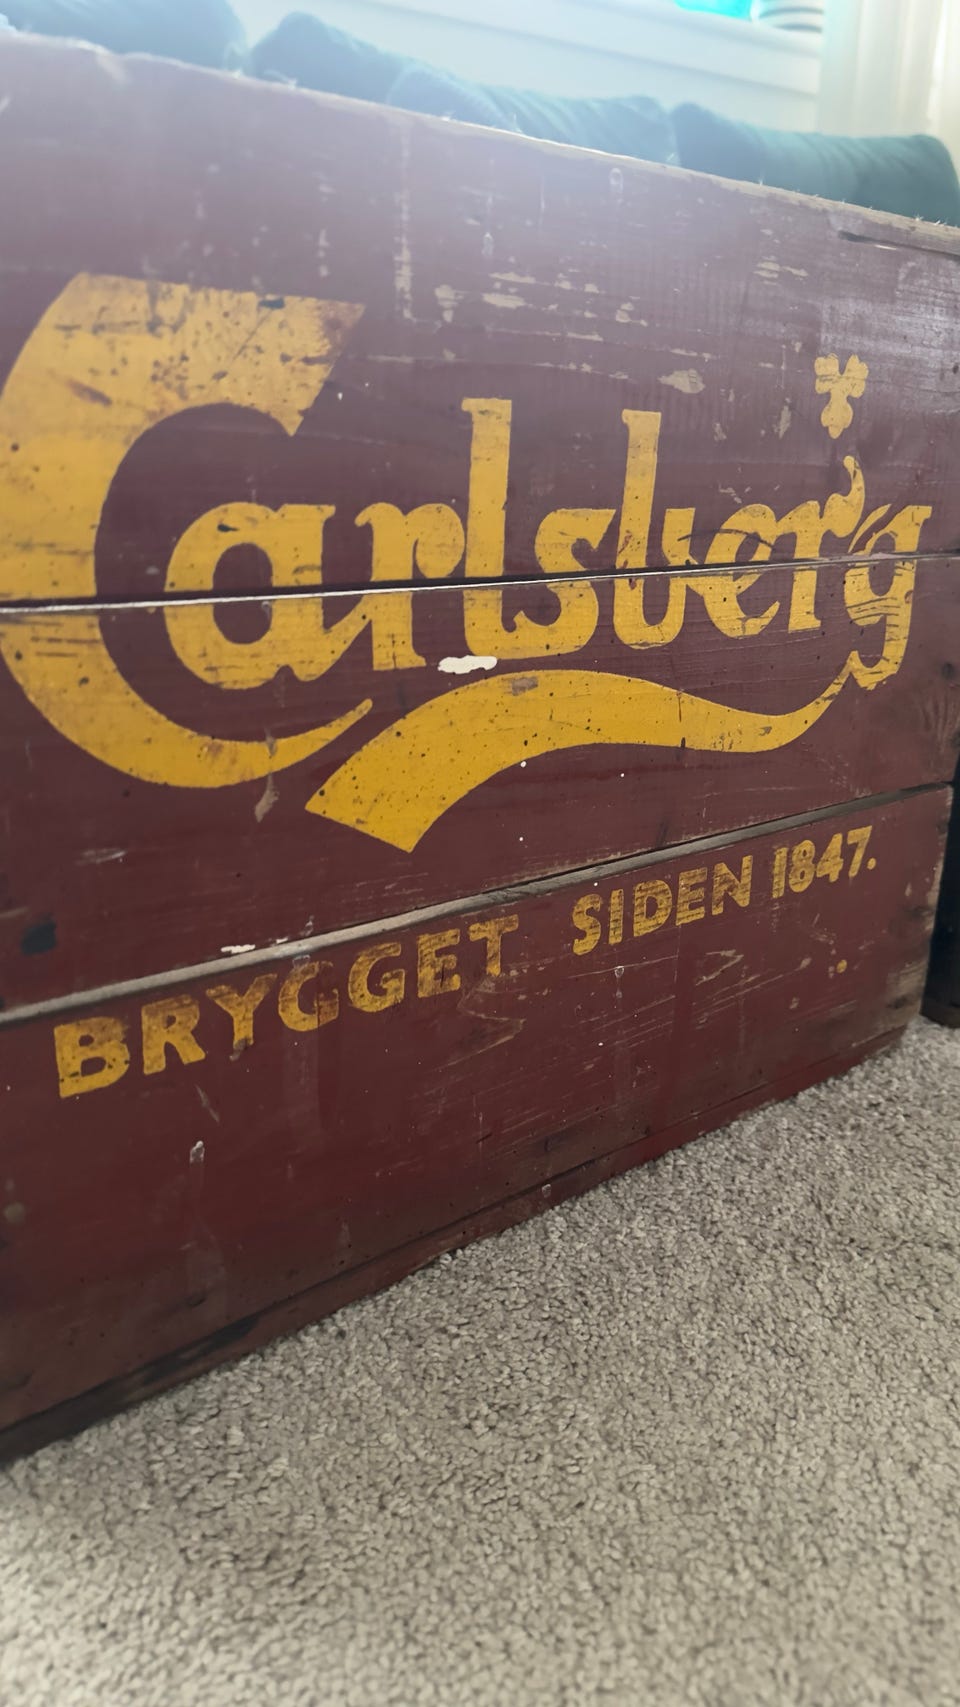 Carlsberg
BRYGGET SIDEN 1847.